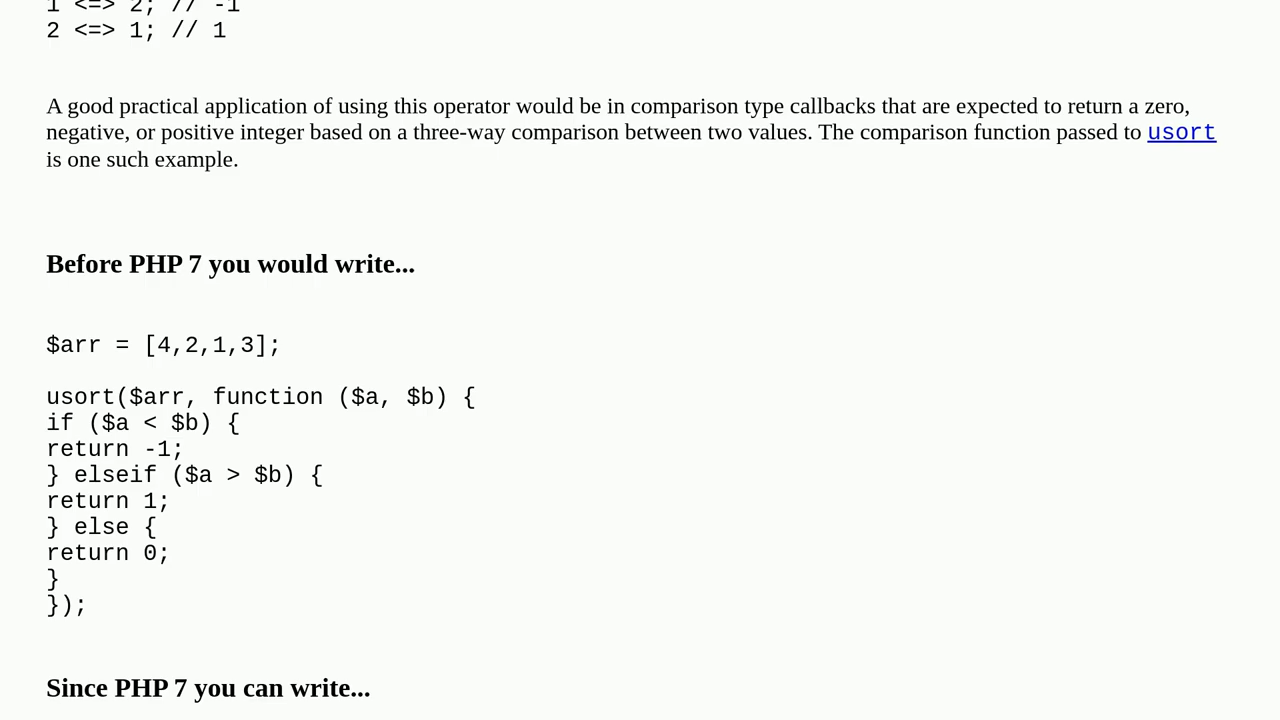 1 <=> 2; // -1
2 <=> 1; // 1
A good practical application of using this operator would be in comparison type callbacks that are expected to return a zero,
negative, or positive integer based on a three-way comparison between two values. The comparison function passed to usort
is one such example.
Before PHP 7 you would write...
$arr = [4,2,1,3];
usort($arr, function ($a, $b) {
if ($a < $b) {
return -1;
} elseif ($a > $b) {
return 1;
} else {
return 0;
}
});
Since PHP 7 you can write...